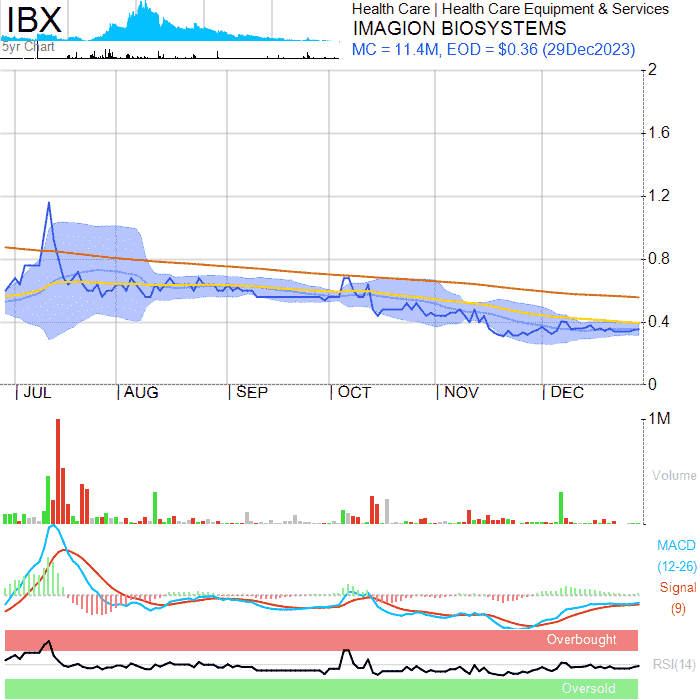 IBX
5yr Chart
Health Care | Health Care Equipment & Services
IMAGION BIOSYSTEMS
MC = 11.4M, EOD = $0.36 (29Dec2023)
2
1.6
1.2
0.8
0.4
0
| JUL | AUG | SEP | OCT | NOV | DEC
1M
Volume
MACD
(12-26)
Signal
(9)
Overbought
RSI(14)
Oversold